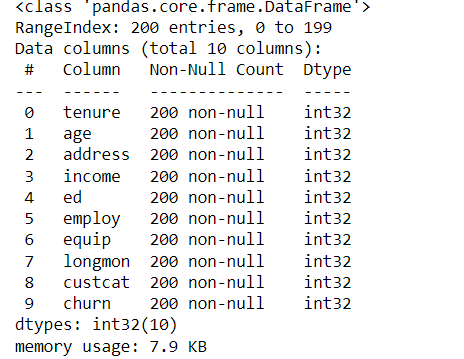 <class 'pandas.core.frame.DataFrame'>
RangeIndex: 200 entries, 0 to 199
Data columns (total 10 columns):
 #   Column   Non-Null Count  Dtype
---  ------   --------------  -----
 0   tenure   200 non-null    int32
 1   age      200 non-null    int32
 2   address  200 non-null    int32
 3   income   200 non-null    int32
 4   ed       200 non-null    int32
 5   employ   200 non-null    int32
 6   equip    200 non-null    int32
 7   longmon  200 non-null    int32
 8   custcat  200 non-null    int32
 9   churn    200 non-null    int32
dtypes: int32(10)
memory usage: 7.9 KB